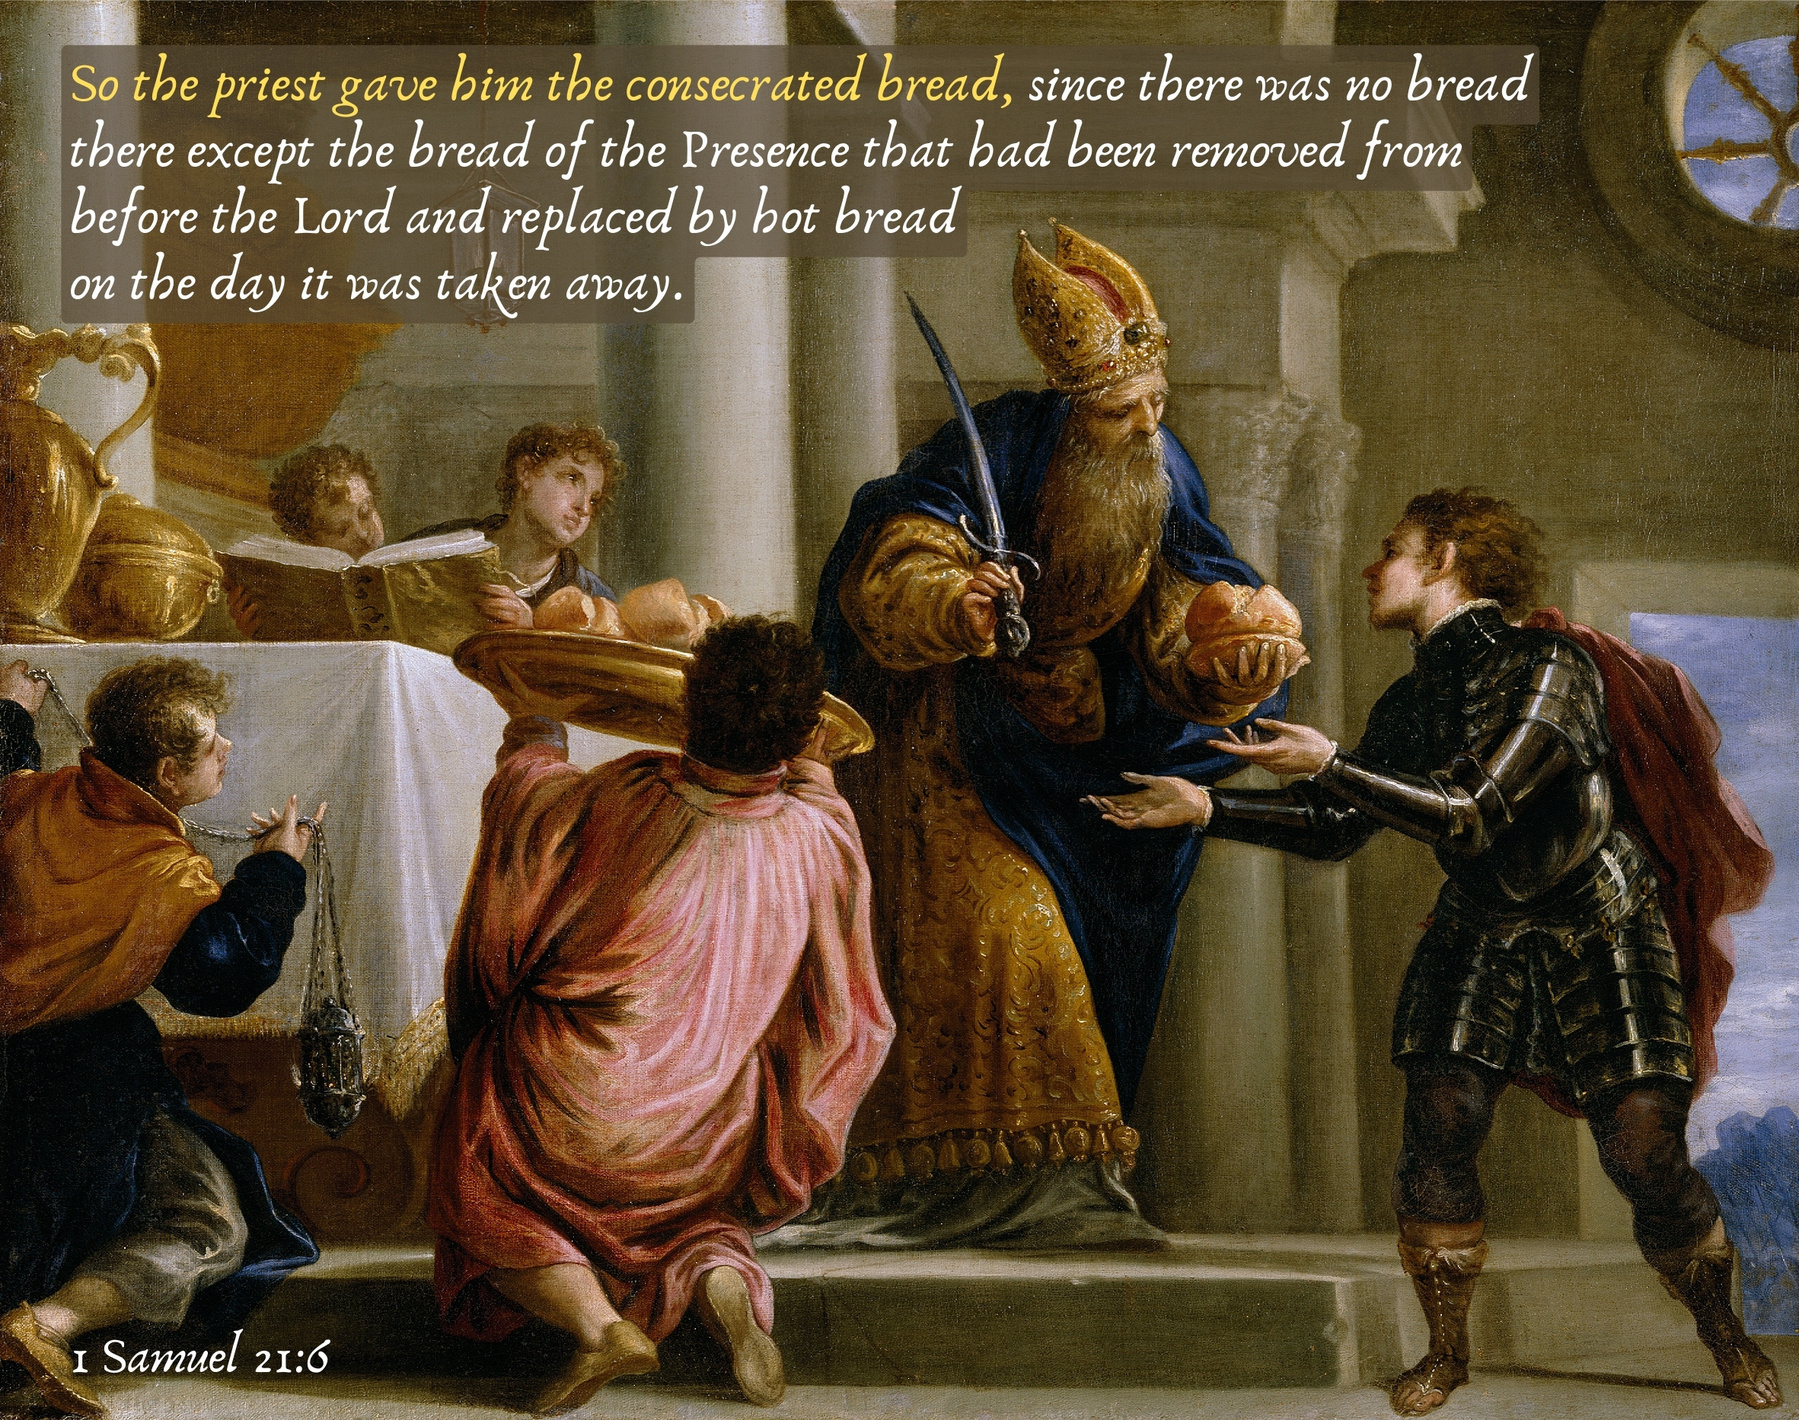 So the priest gave him the consecrated bread, since there was no bread
there except the bread of the Presence that had been removed from
before the Lord and replaced by hot bread
on the day it was taken away.
1 Samuel 21:6